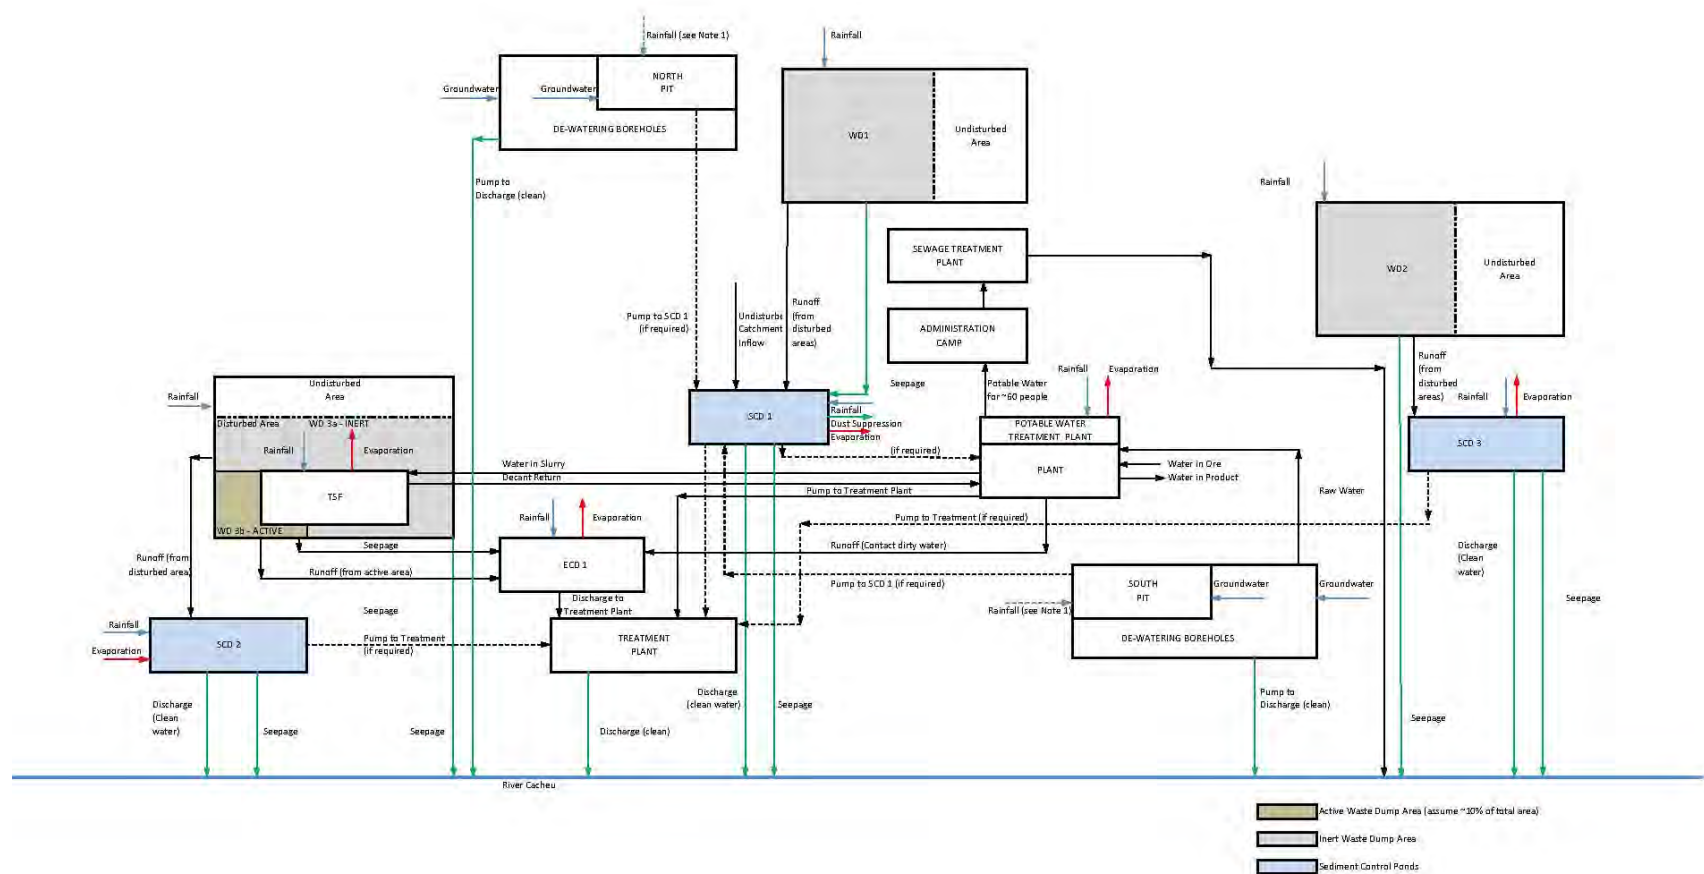 Rainfall (see Note 1)
Rainfall
NORTH
PIT
Groundwater
Groundwater
DE-WATERING BOREHOLES
WD1
Undisturbed
Area
Pump to
Discharge (clean)
Rainfall
WD2
Undisturbed
Area
SEWAGE TREATMENT
PLANT
Pump to SCD 1
(if required)
Undisturbe
Catchment
Inflow
Runoff
(from
disturbed
areas)
ADMINISTRATION
CAMP
Runoff
(from
disturbed
areas)
Undisturbed
Area
Rainfall
Seepage
Potable Water
for ~60 people
Rainfall
Evaporation
Rainfall
Evaporation
SCD 1
Rainfall
Dust Suppression
Evaporation
Disturbed Area
WD 3a - INERT
POTABLE WATER
TREATMENT PLANT
SCD 3
Rainfall
Evaporation
(if required)
Water in Slurry
Decant Return
PLANT
Water in Ore
Water in Product
TSF
Pump to Treatment Plant
Raw Water
WD 3b - ACTIVE
Rainfall
Evaporation
Pump to Treatment (if required)
Seepage
Runoff (Contact dirty water)
Runoff (from
disturbed area)
ECD 1
Discharge
(Clean
water)
Runoff (from active area)
Pump to SCD 1 (if required)
SOUTH
PIT
Groundwater
Groundwater
Discharge to
Treatment Plant
Seepage
Rainfall (see Note 1)
Seepage
Rainfall
SCD 2
Pump to Treatment
(if required)
TREATMENT
PLANT
DE-WATERING BOREHOLES
Evaporation
Discharge
(Clean
water)
Seepage
Seepage
Discharge (clean)
Discharge
(clean water)
Seepage
Pump to
Discharge (clean)
Seepage
River Cacheu
Active Waste Dump Area (assume ~10% of total area)
Inert Waste Dump Area
Sediment Control Ponds